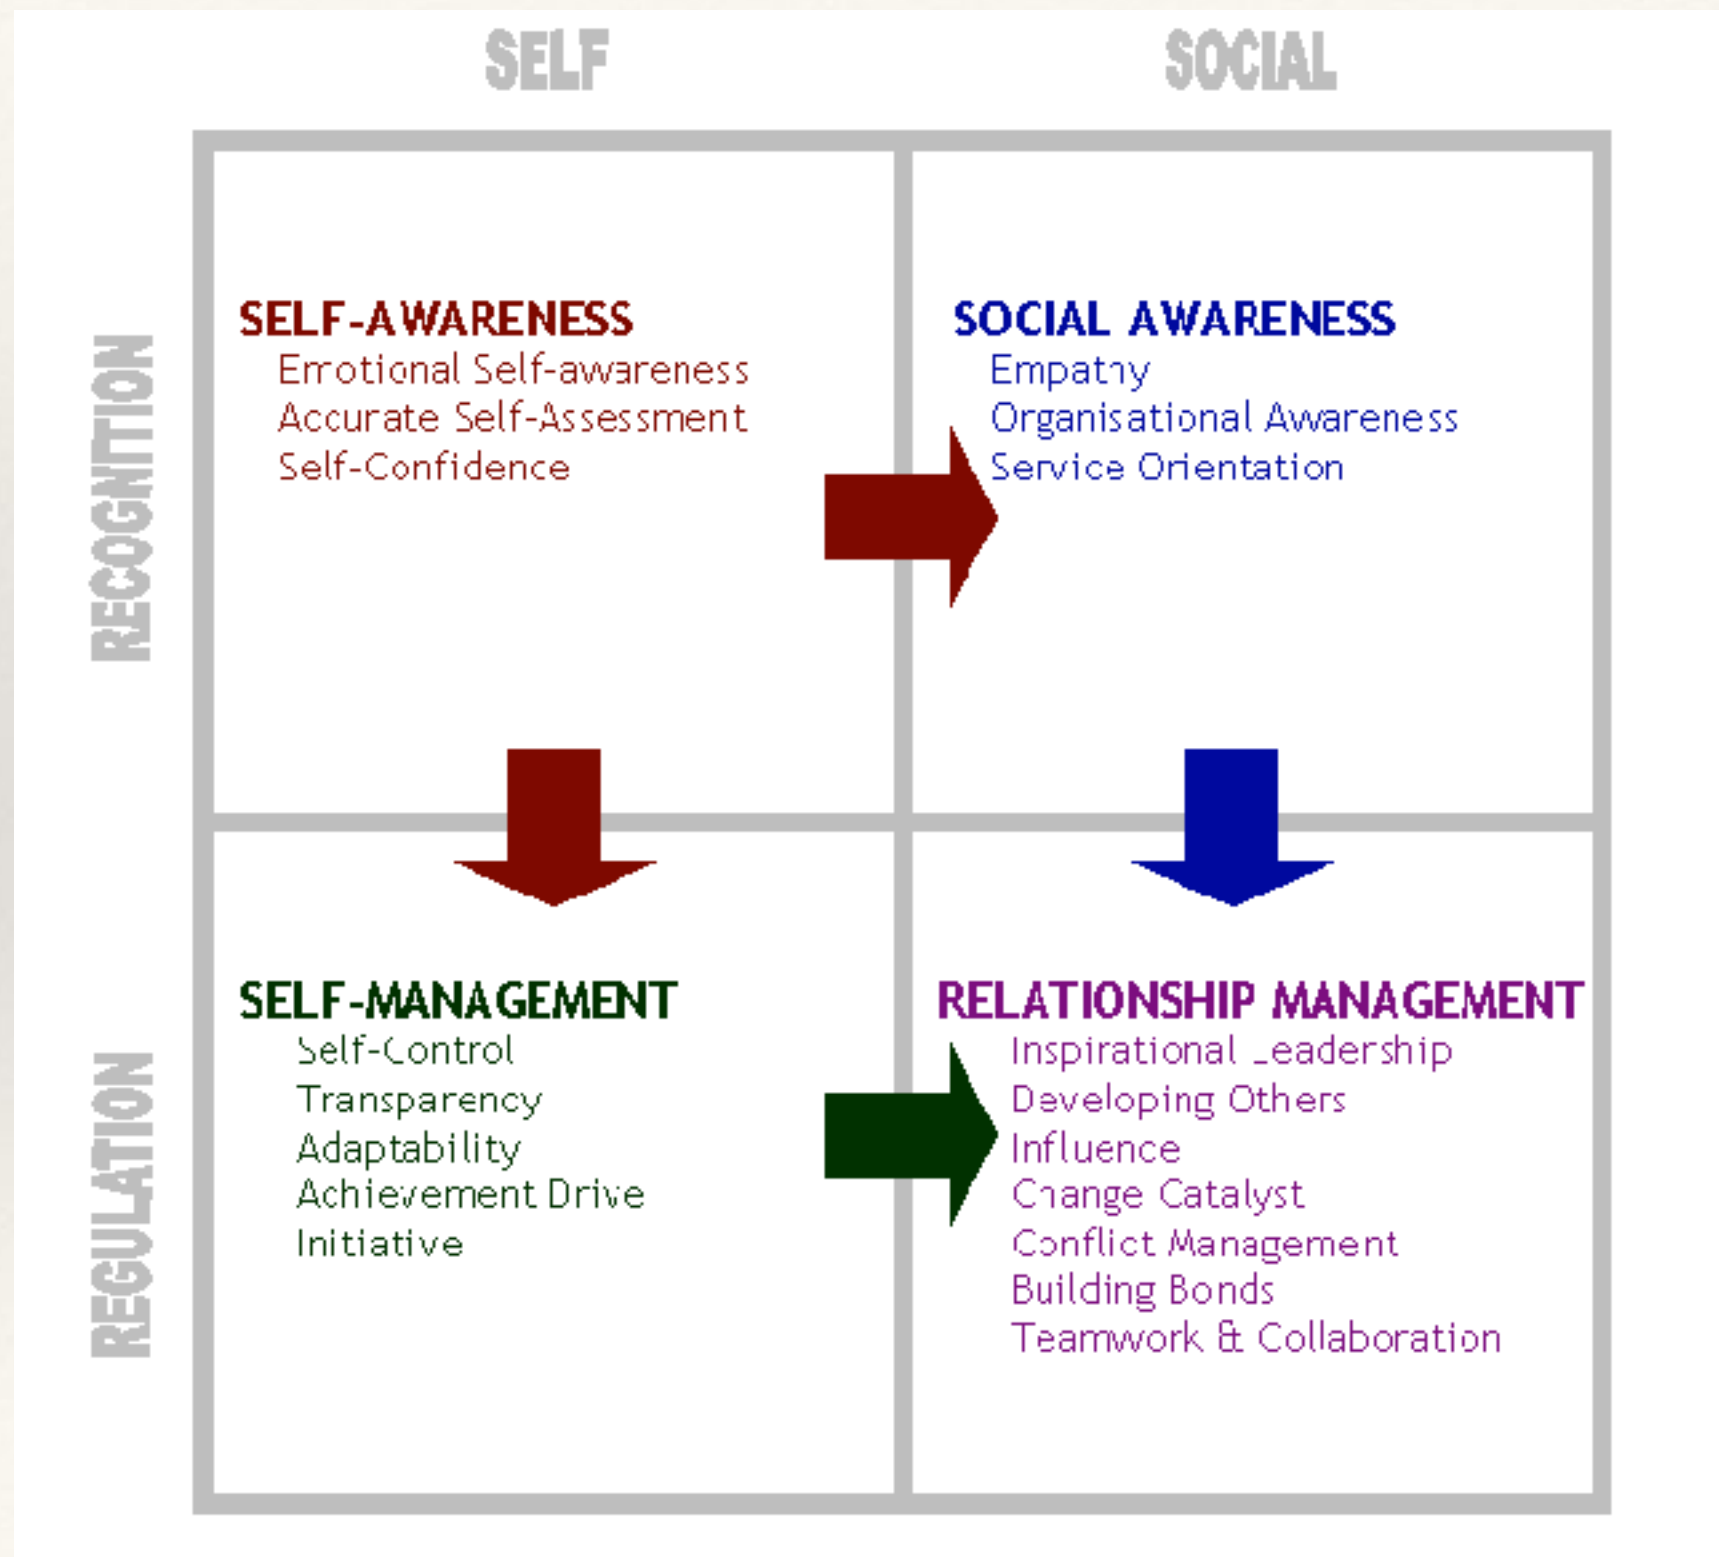 SELF
SOCIAL
RECOGNITION
SELF-AWARENESS
Emotional Self-awareness
Accurate Self-Assessment
Self-Confidence
SOCIAL AWARENESS
Empathy
Organisational Awareness
Service Orientation
REGULATION
SELF-MANAGEMENT
Self-Control
Transparency
Adaptability
Achievement Drive
Initiative
RELATIONSHIP MANAGEMENT
Inspirational Leadership
Developing Others
Influence
Change Catalyst
Conflict Management
Building Bonds
Teamwork & Collaboration